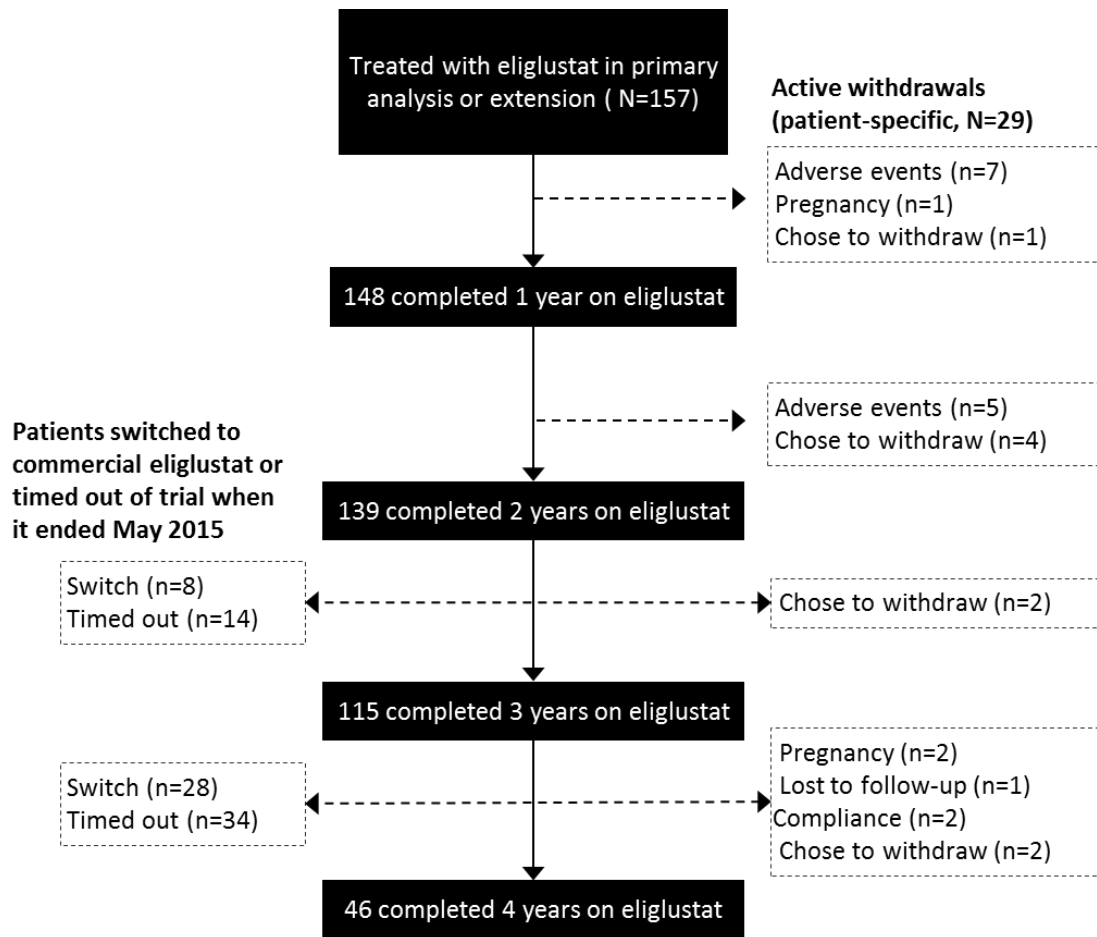 Treated with eliglustat in primary
analysis or extension ( N=157)
Active withdrawals
(patient-specific, N=29)
Adverse events (n=7)
Pregnancy (n=1)
Chose to withdraw (n=1)
148 completed 1 year on eliglustat
Adverse events (n=5)
Chose to withdraw (n=4)
Patients switched to
commercial eliglustat or
timed out of trial when
it ended May 2015
139 completed 2 years on eliglustat
Switch (n=8)
Timed out (n=14)
Chose to withdraw (n=2)
115 completed 3 years on eliglustat
Switch (n=28)
Timed out (n=34)
Pregnancy (n=2)
Lost to follow-up (n=1)
Compliance (n=2)
Chose to withdraw (n=2)
46 completed 4 years on eliglustat